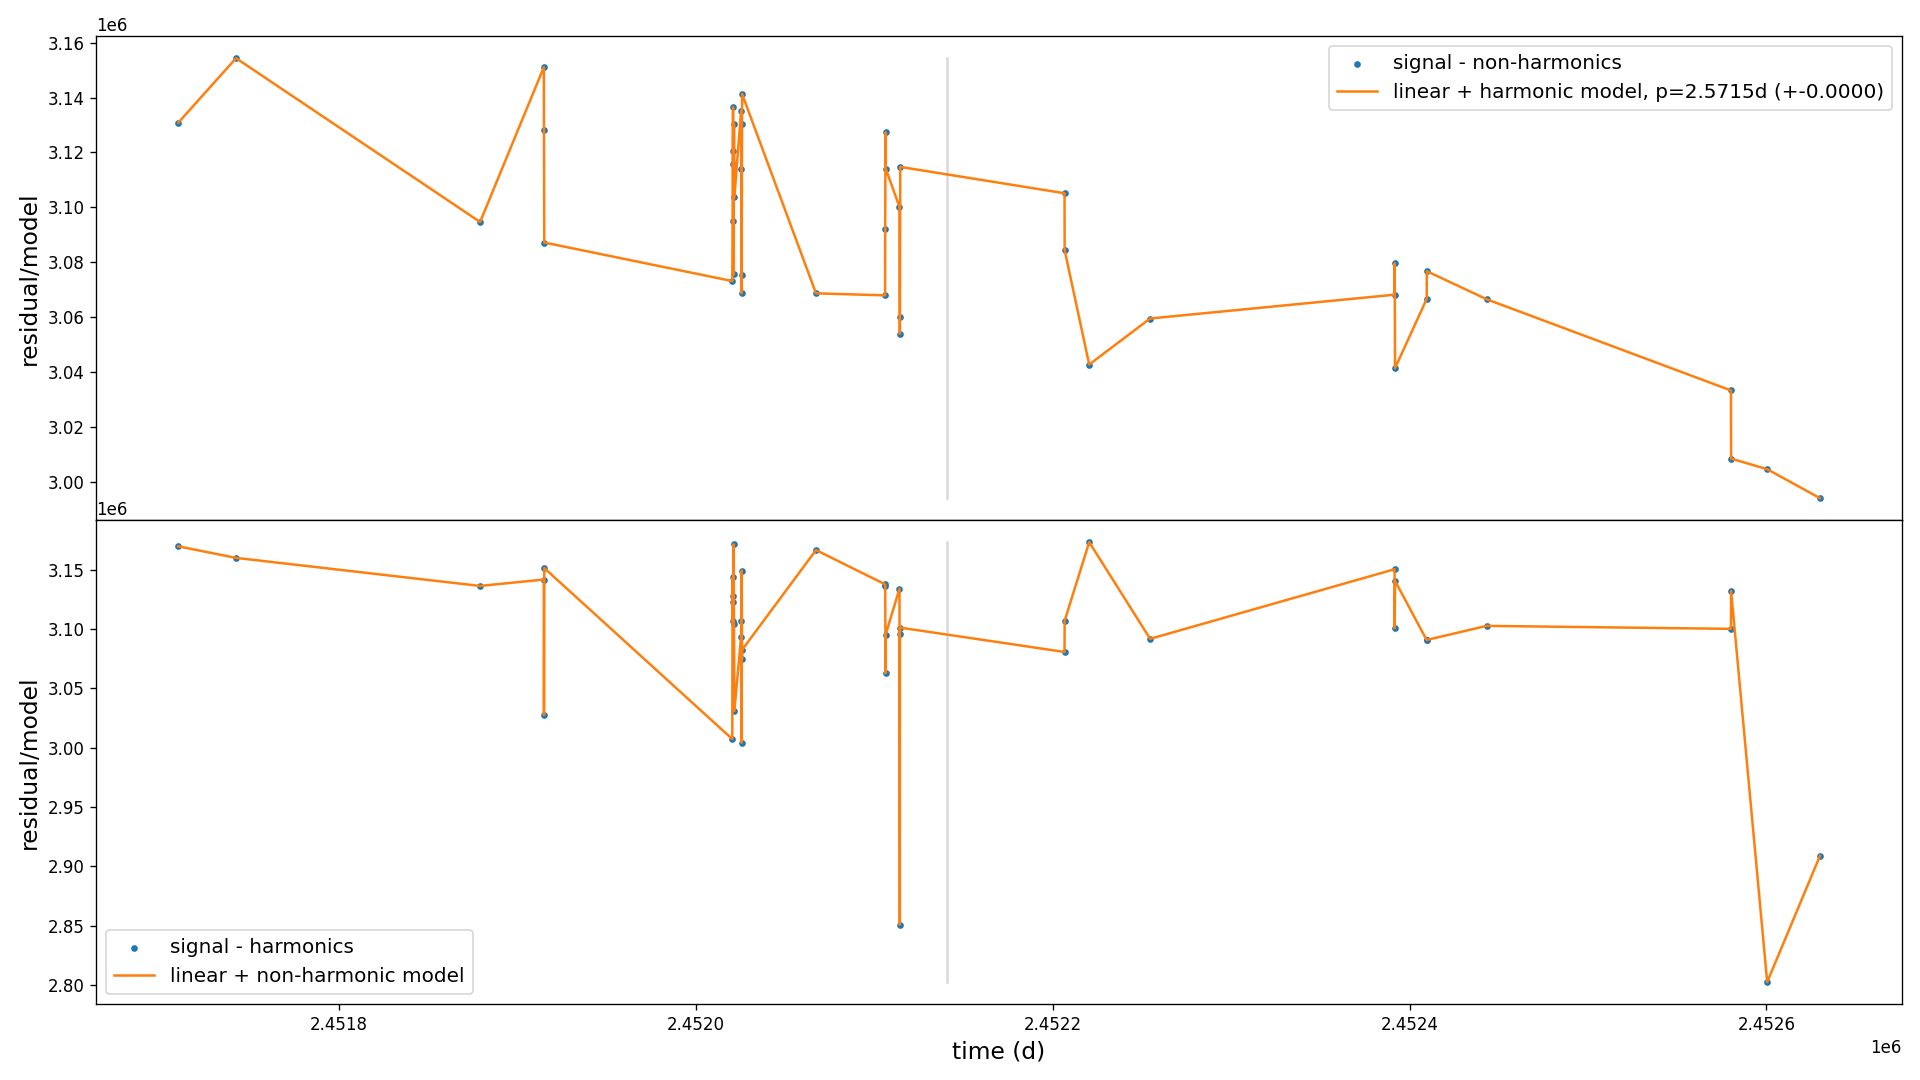 1e6
3.16
3.14
3.12
3.10
3.08
3.06
3.04
3.02
3.00
residual/model
signal - non-harmonics
linear + harmonic model, p=2.5715d (+-0.0000)
1e6
3.15
3.10
3.05
3.00
2.95
2.90
2.85
2.80
residual/model
signal - harmonics
linear + non-harmonic model
2.4518
2.4520
2.4522
2.4524
2.4526
1e6
time (d)